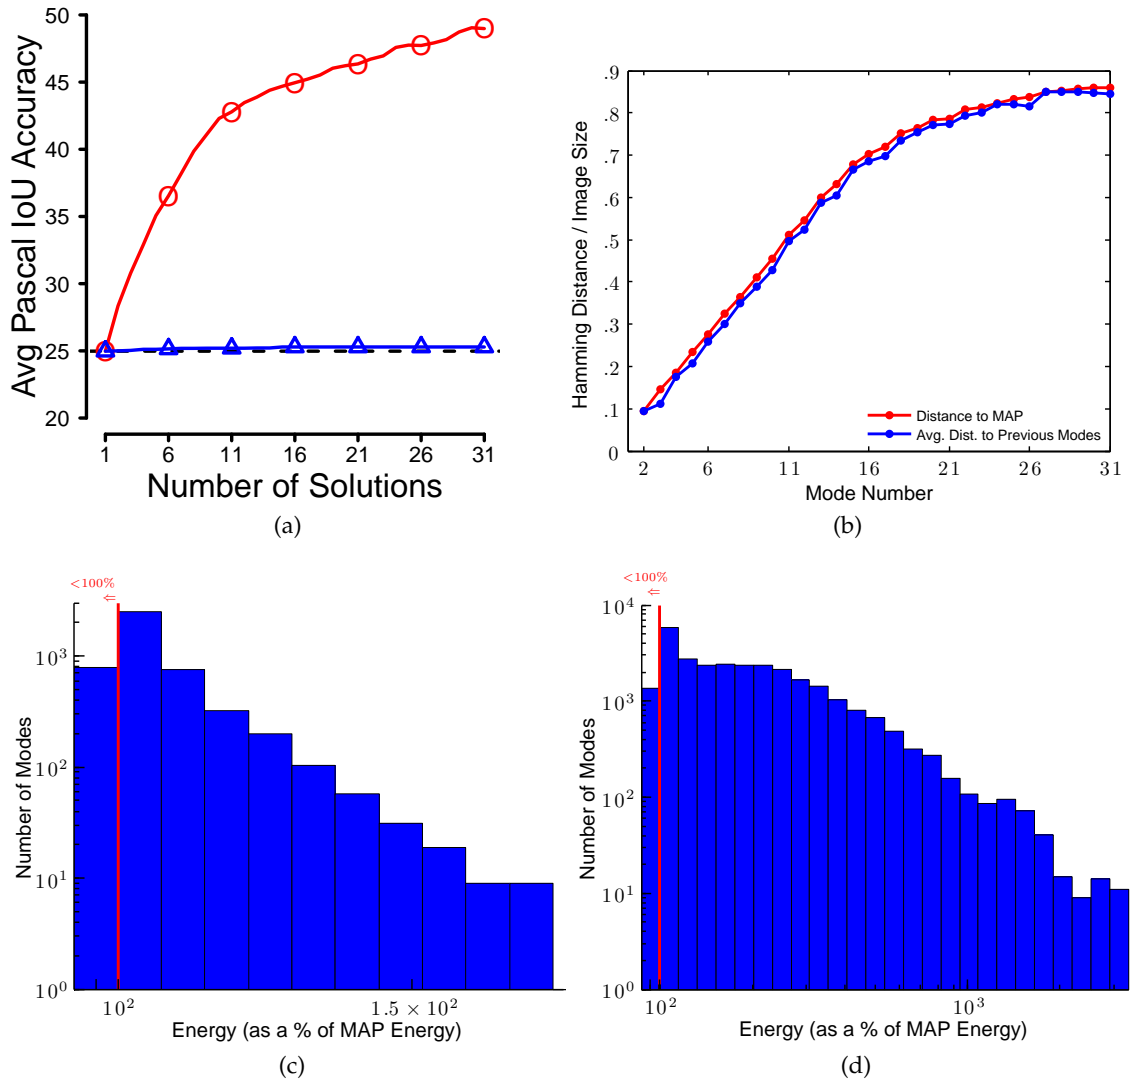 50
45
40
35
30
25
20
Avg Pascal IoU Accuracy
1 6 11 16 21 26 31
Number of Solutions
(a)
.9
.8
.7
.6
.5
.4
.3
.2
.1
0
Hamming Distance / Image Size
Distance to MAP
Avg. Dist. to Previous Modes
2 6 11 16 21 26 31
Mode Number
(b)
<100%
⇐
10³
10²
10¹
10⁰
Number of Modes
10² 1.5 × 10²
Energy (as a % of MAP Energy)
(c)
<100%
⇐
10⁴
10³
10²
10¹
10⁰
Number of Modes
10² 10³
Energy (as a % of MAP Energy)
(d)